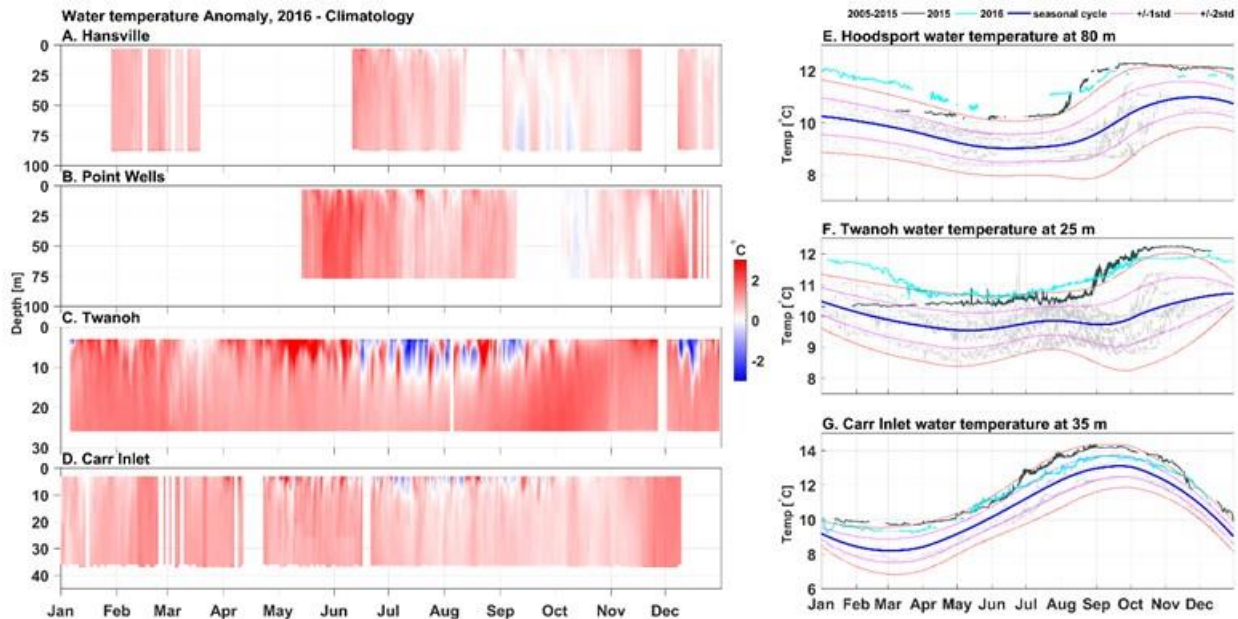 Water temperature Anomaly, 2016 - Climatology
A. Hansville
0
25
50
75
100
B. Point Wells
0
25
50
75
100
Depth [m]
C. Twanoh
0
10
20
30
D. Carr Inlet
0
10
20
30
40
Jan Feb Mar Apr May Jun Jul Aug Sep Oct Nov Dec
°C
2
0
-2
2005-2015 2015 2016 seasonal cycle +/-1std +/-2std
E. Hoodsport water temperature at 80 m
12
10
8
Temp [°C]
F. Twanoh water temperature at 25 m
12
11
10
9
8
Temp [°C]
G. Carr Inlet water temperature at 35 m
14
12
10
8
6
Temp [°C]
Jan Feb Mar Apr May Jun Jul Aug Sep Oct Nov Dec